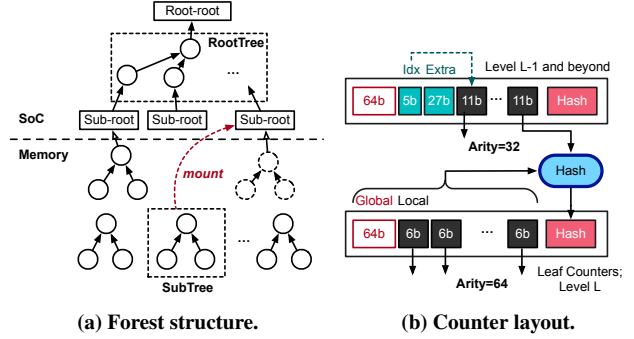 Root-root
RootTree
...
SoC
Sub-root
Sub-root
Sub-root
Memory
mount
...
SubTree
(a) Forest structure.
Idx Extra
Level L-1 and beyond
64b
5b
27b
11b
...
11b
Hash
Arity=32
Hash
Global Local
64b
6b
6b
...
6b
Hash
Arity=64
Leaf Counters;
Level L
(b) Counter layout.